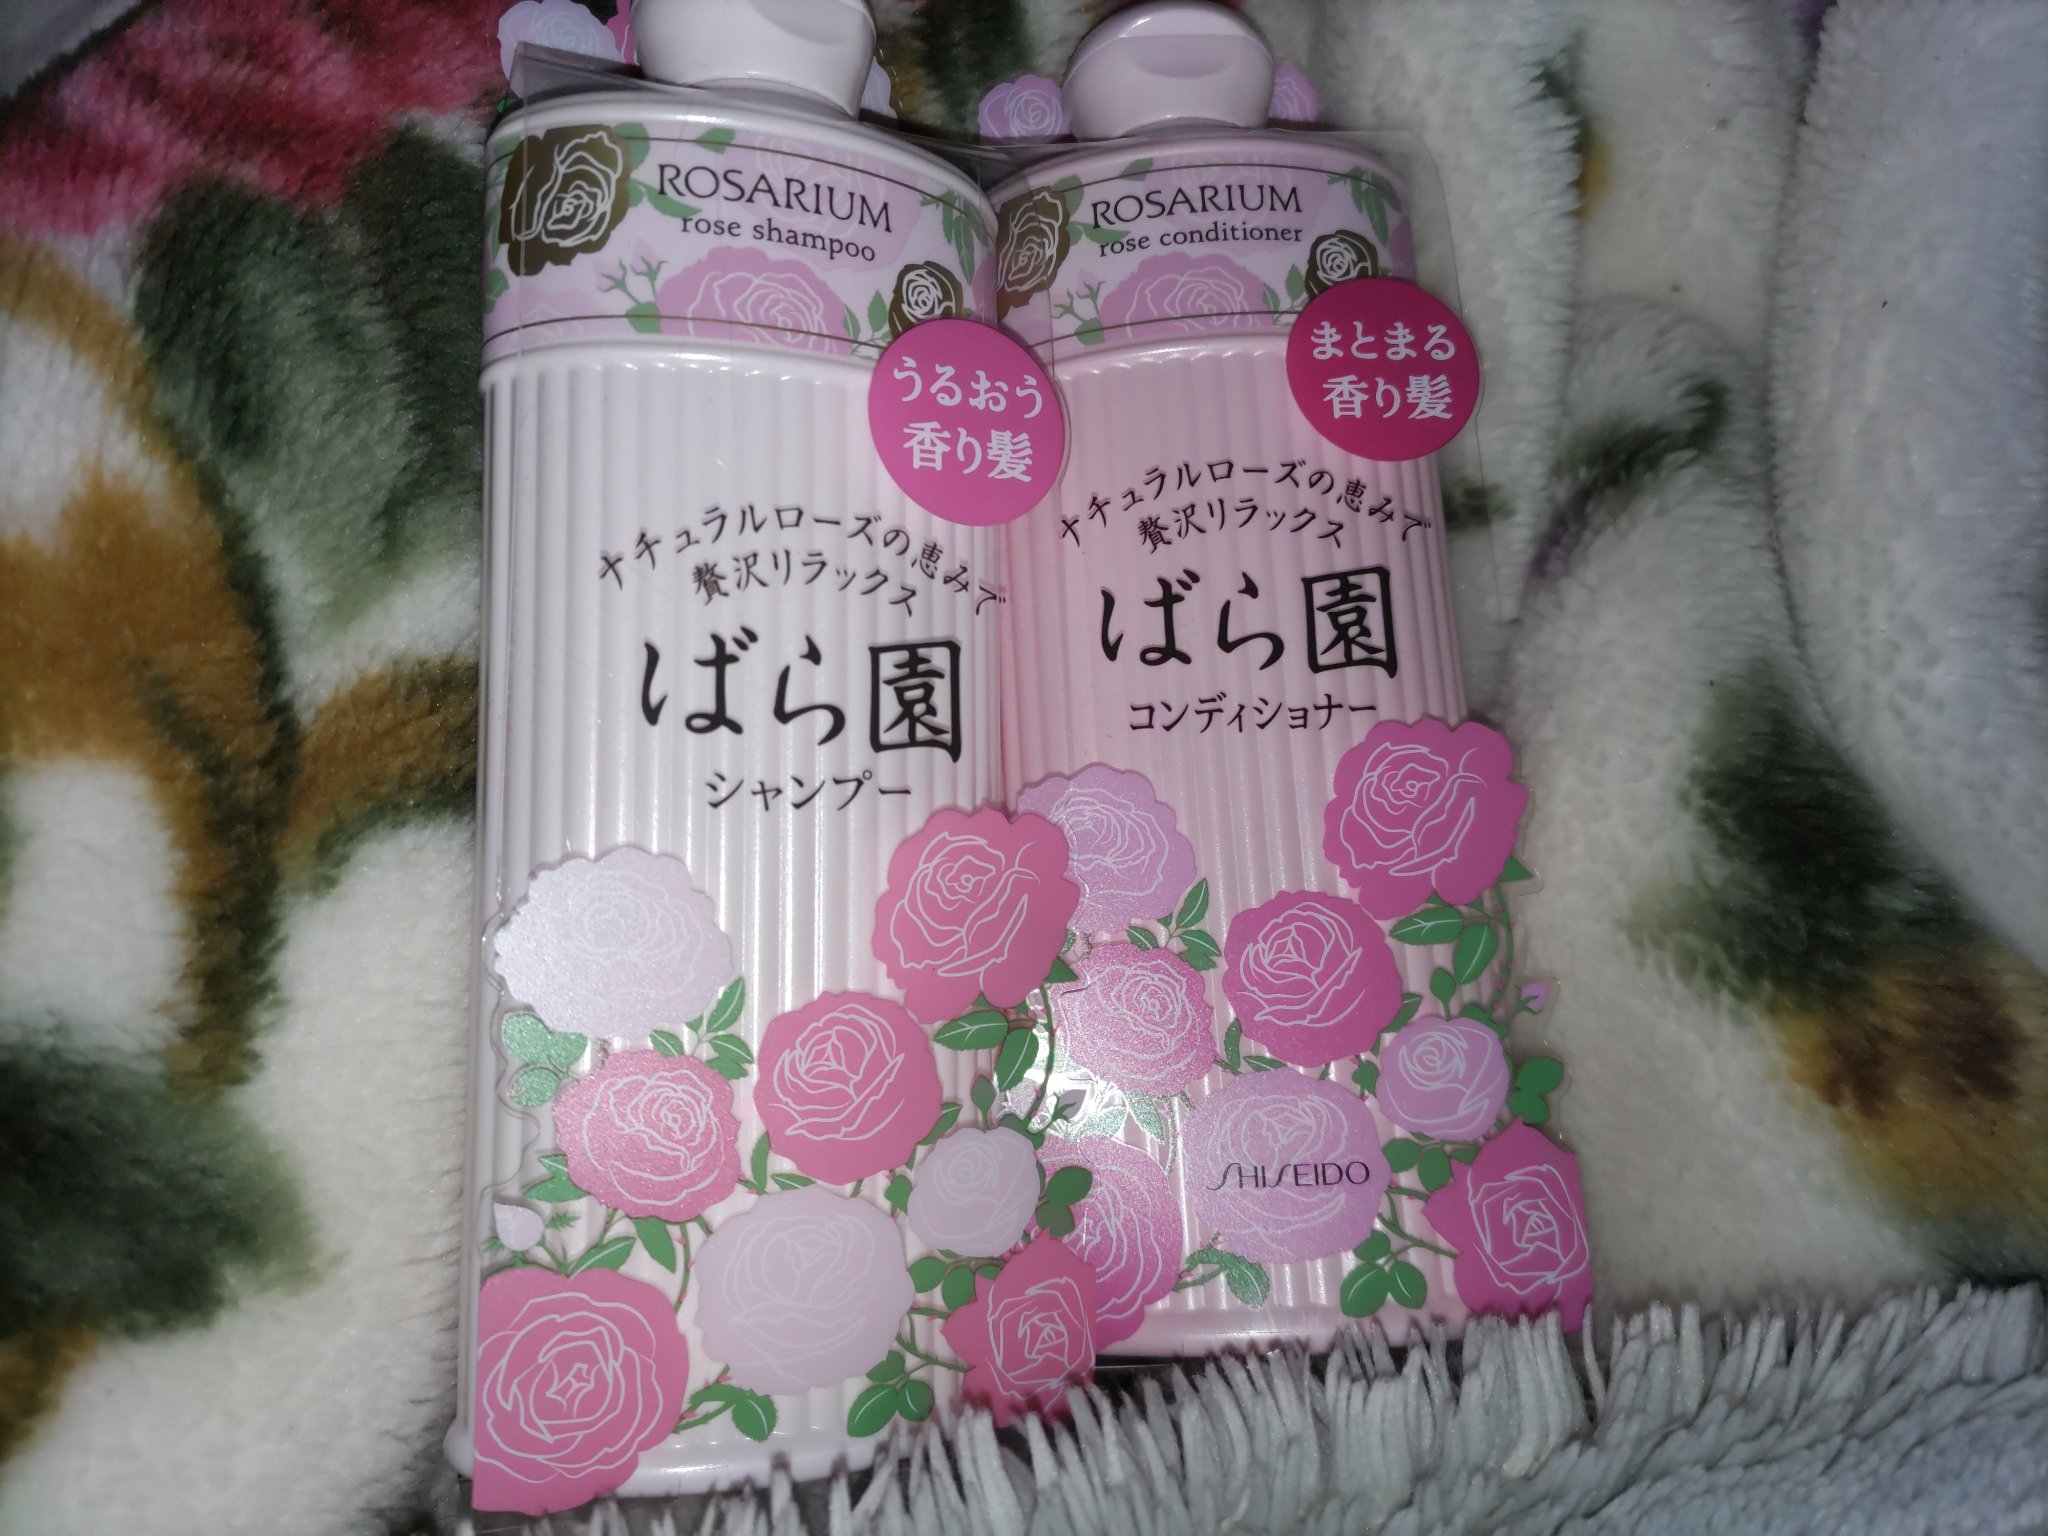 ROSARIUM
rose shampoo
うるおう
香り髪
ナチュラルローズの恵みで
贅沢リラックス
ばら園
シャンプー
ROSARIUM
rose conditioner
まとまる
香り髪
ナチュラルローズの恵みで
贅沢リラックス
ばら園
コンディショナー
SHISEIDO